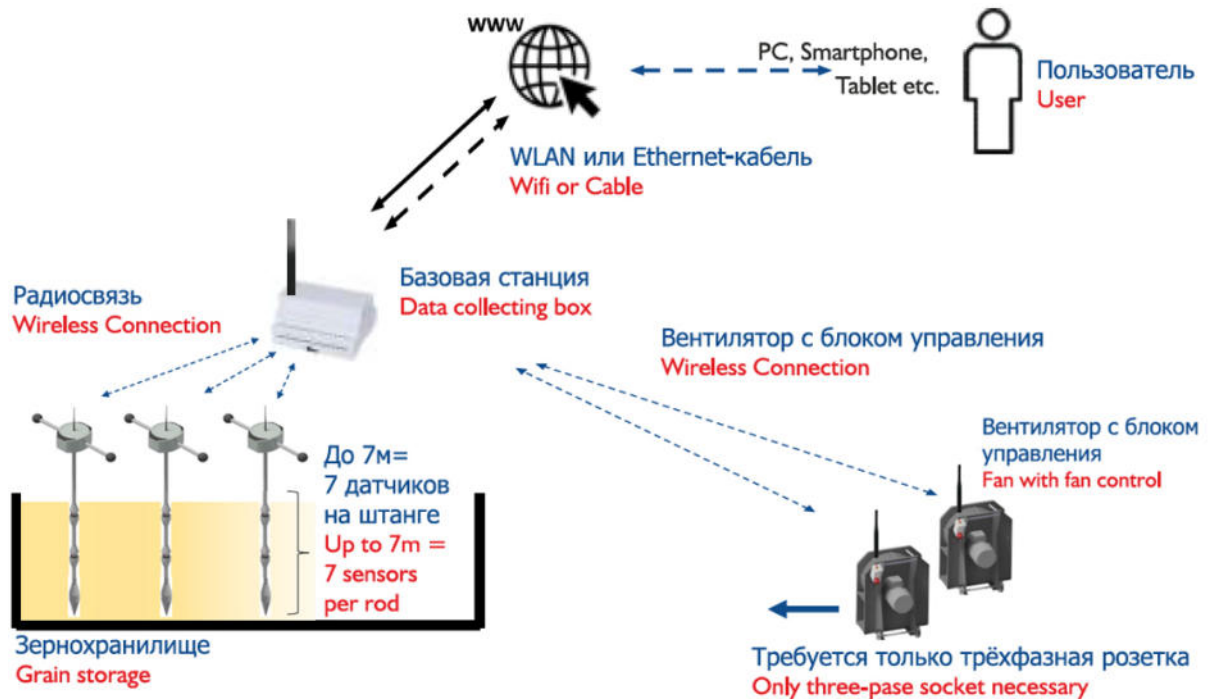 www
PC, Smartphone,
Tablet etc.
Пользователь
User
WLAN или Ethernet-кабель
Wifi or Cable
Базовая станция
Data collecting box
Радиосвязь
Wireless Connection
Вентилятор с блоком управления
Wireless Connection
Вентилятор с блоком
управления
Fan with fan control
До 7м=
7 датчиков
на штанге
Up to 7m =
7 sensors
per rod
Зернохранилище
Grain storage
Требуется только трёхфазная розетка
Only three-pase socket necessary